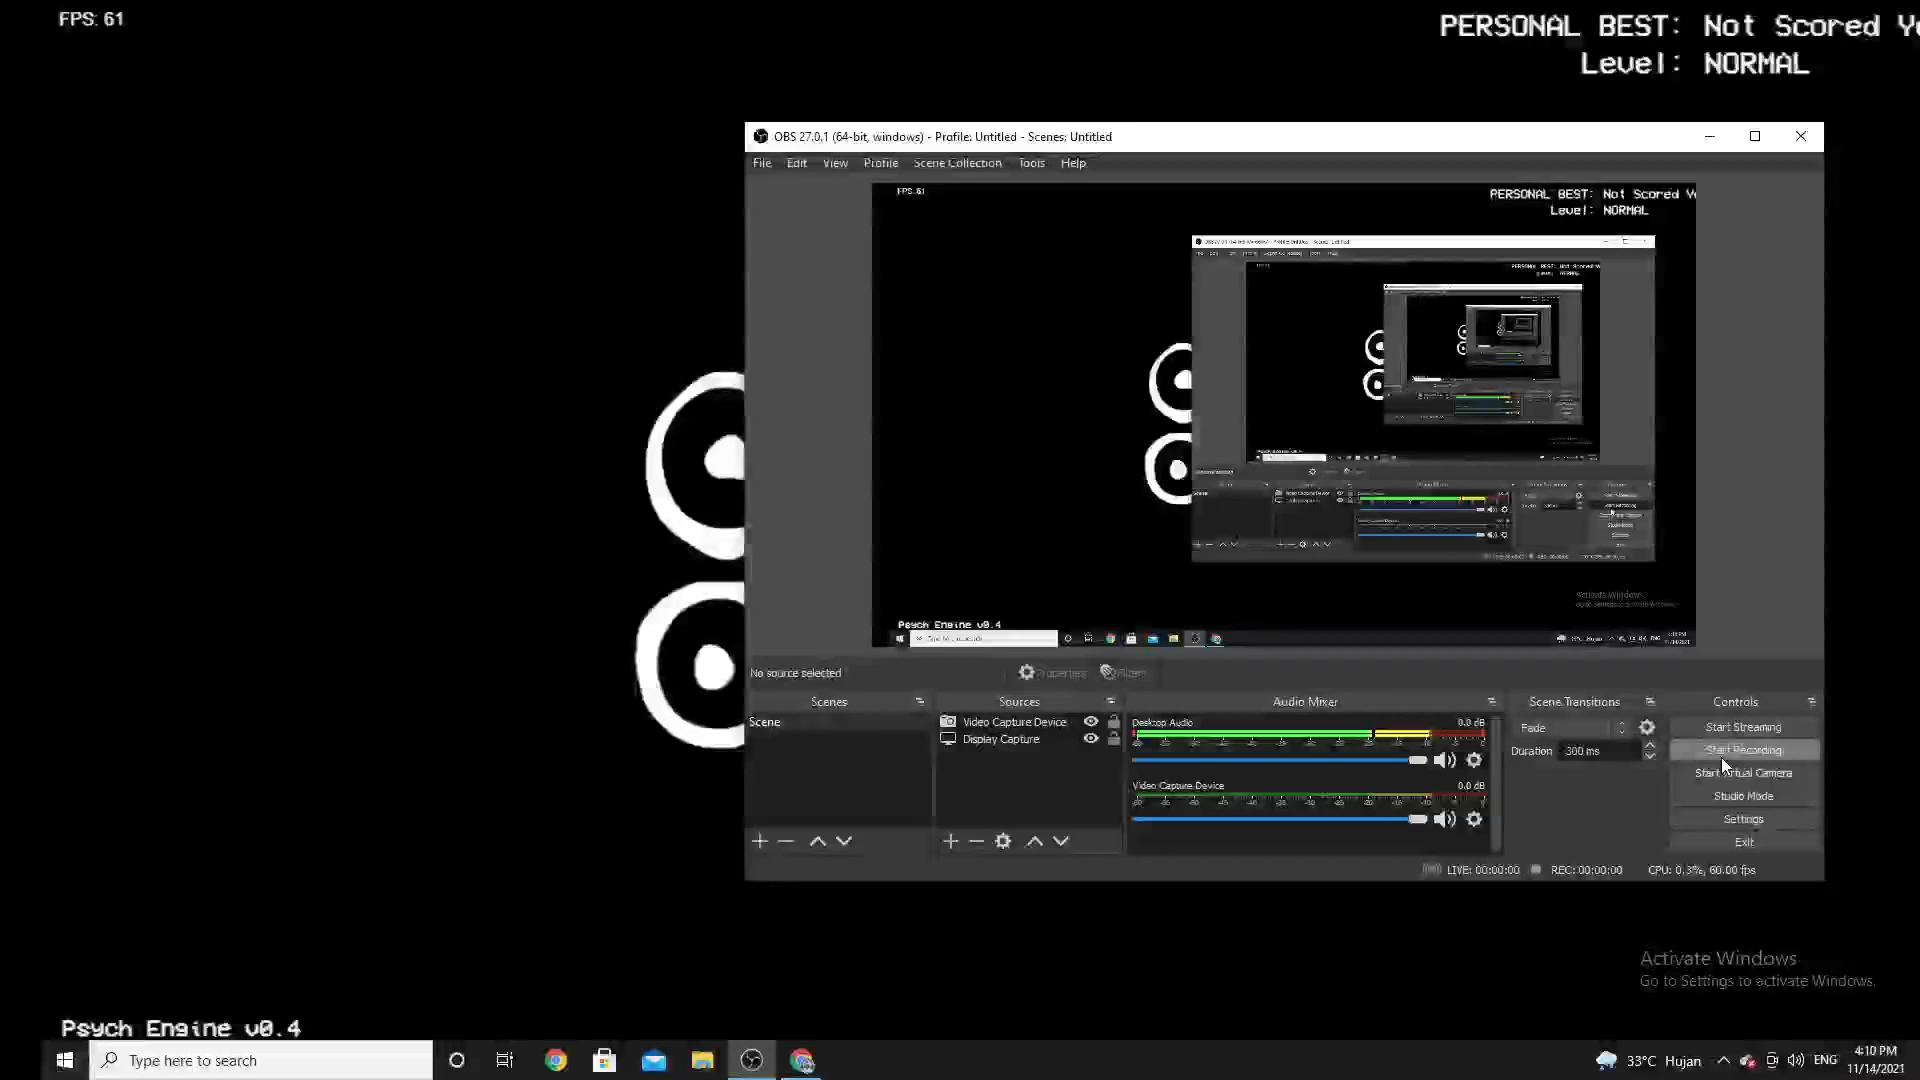 FPS: 61
PERSONAL BEST: Not Scored Ye
Level: NORMAL
OBS 27.0.1 (64-bit, windows) - Profile: Untitled - Scenes: Untitled
File Edit View Profile Scene Collection Tools Help
FPS: 61
PERSONAL BEST: Not Scored Ye
Level: NORMAL
Activate Windows
Psych Engine v0.4
No source selected
Properties Filters
Scenes
Scene
Sources
Video Capture Device
Display Capture
Audio Mixer
Desktop Audio 0.0 dB
Video Capture Device 0.0 dB
Scene Transitions
Fade
Duration 300 ms
Controls
Start Streaming
Start Recording
Start Virtual Camera
Studio Mode
Settings
Exit
LIVE: 00:00:00 REC: 00:00:00 CPU: 0.3%, 60.00 fps
Activate Windows
Go to Settings to activate Windows.
Psych Engine v0.4
Type here to search
33°C Hujan ENG 4:10 PM
11/14/2021